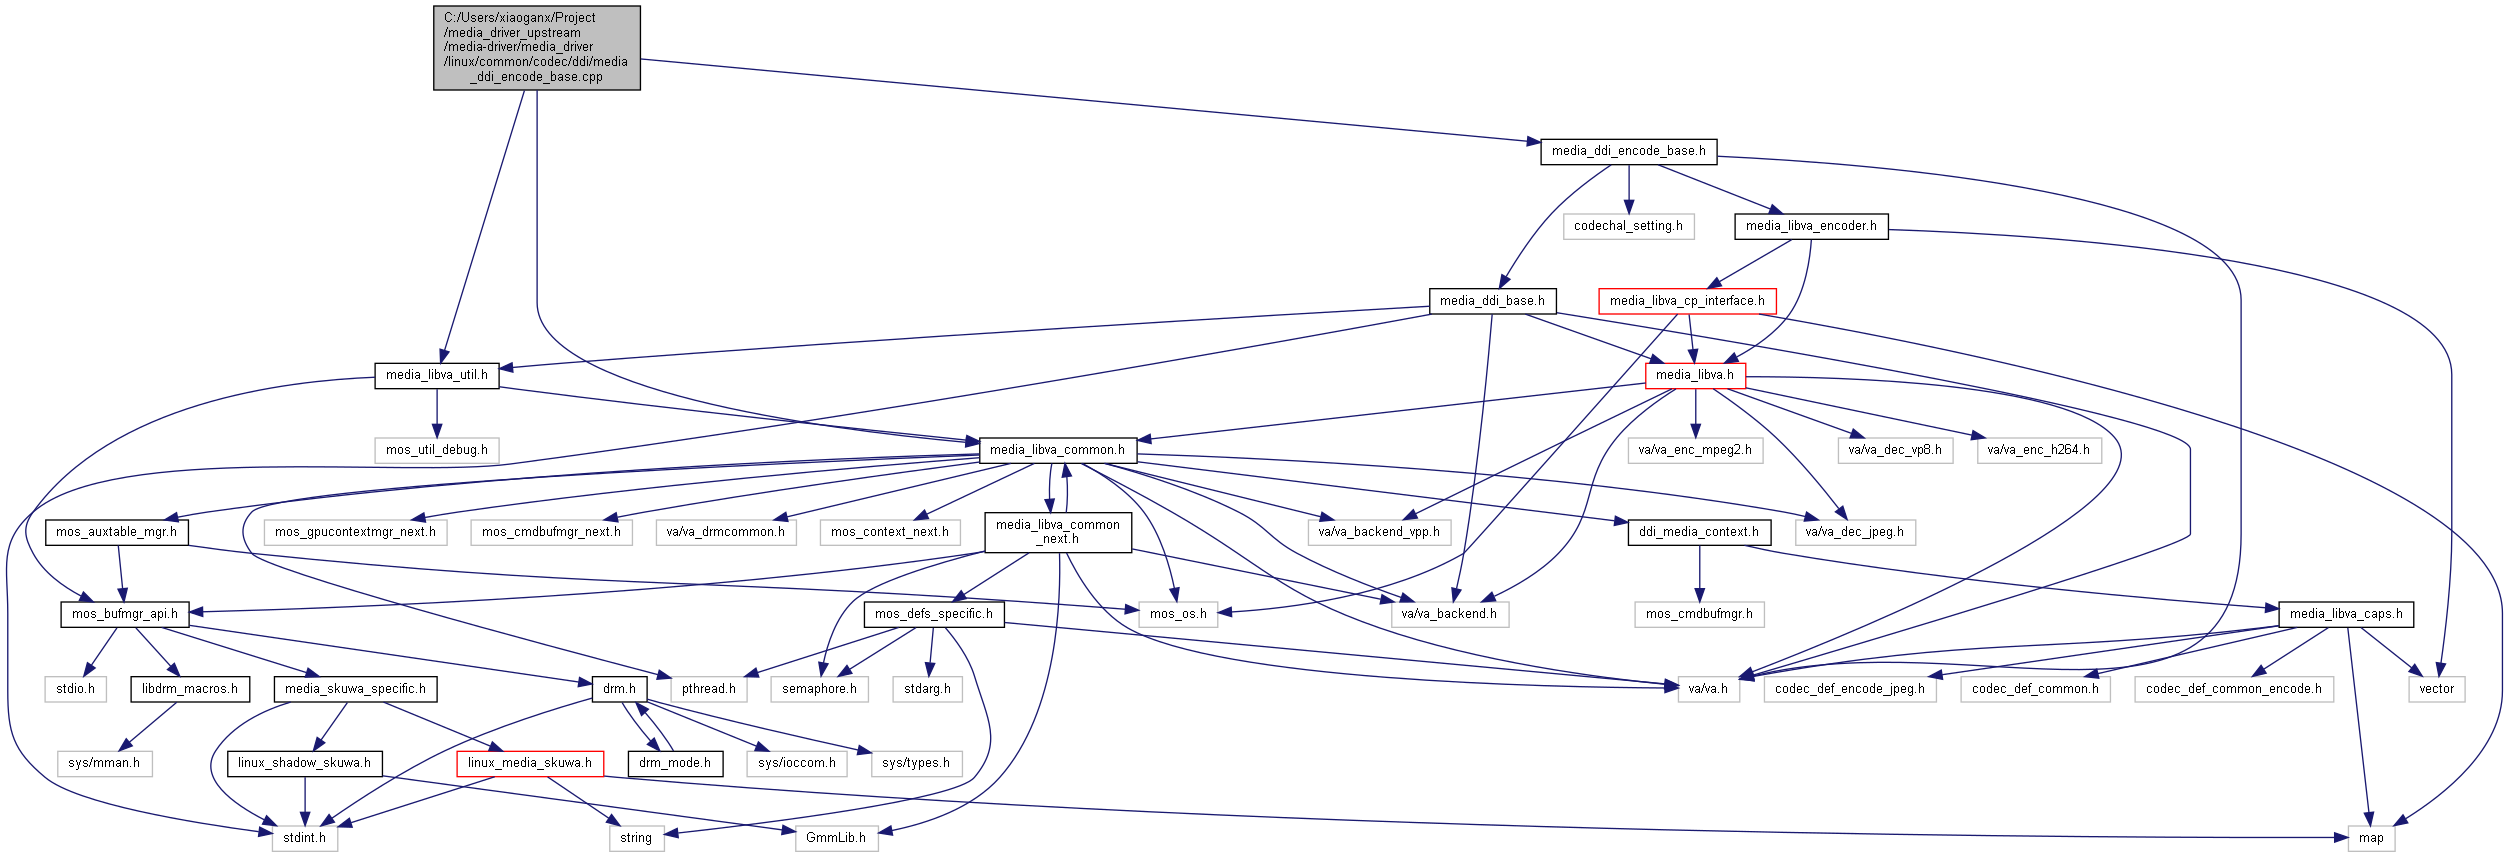 C:/Users/xiaoganx/Project
/media_driver_upstream
/media-driver/media_driver
/linux/common/codec/ddi/media
_ddi_encode_base.cpp
media_ddi_encode_base.h
codechal_setting.h
media_libva_encoder.h
media_ddi_base.h
media_libva_cp_interface.h
media_libva_util.h
media_libva.h
mos_util_debug.h
media_libva_common.h
va/va_enc_mpeg2.h
va/va_dec_vp8.h
va/va_enc_h264.h
mos_auxtable_mgr.h
mos_gpucontextmgr_next.h
mos_cmdbufmgr_next.h
va/va_drmcommon.h
mos_context_next.h
media_libva_common
_next.h
va/va_backend_vpp.h
ddi_media_context.h
va/va_dec_jpeg.h
mos_bufmgr_api.h
mos_defs_specific.h
mos_os.h
va/va_backend.h
mos_cmdbufmgr.h
media_libva_caps.h
stdio.h
libdrm_macros.h
media_skuwa_specific.h
drm.h
pthread.h
semaphore.h
stdarg.h
va/va.h
codec_def_encode_jpeg.h
codec_def_common.h
codec_def_common_encode.h
vector
sys/mman.h
linux_shadow_skuwa.h
linux_media_skuwa.h
drm_mode.h
sys/ioccom.h
sys/types.h
stdint.h
string
GmmLib.h
map